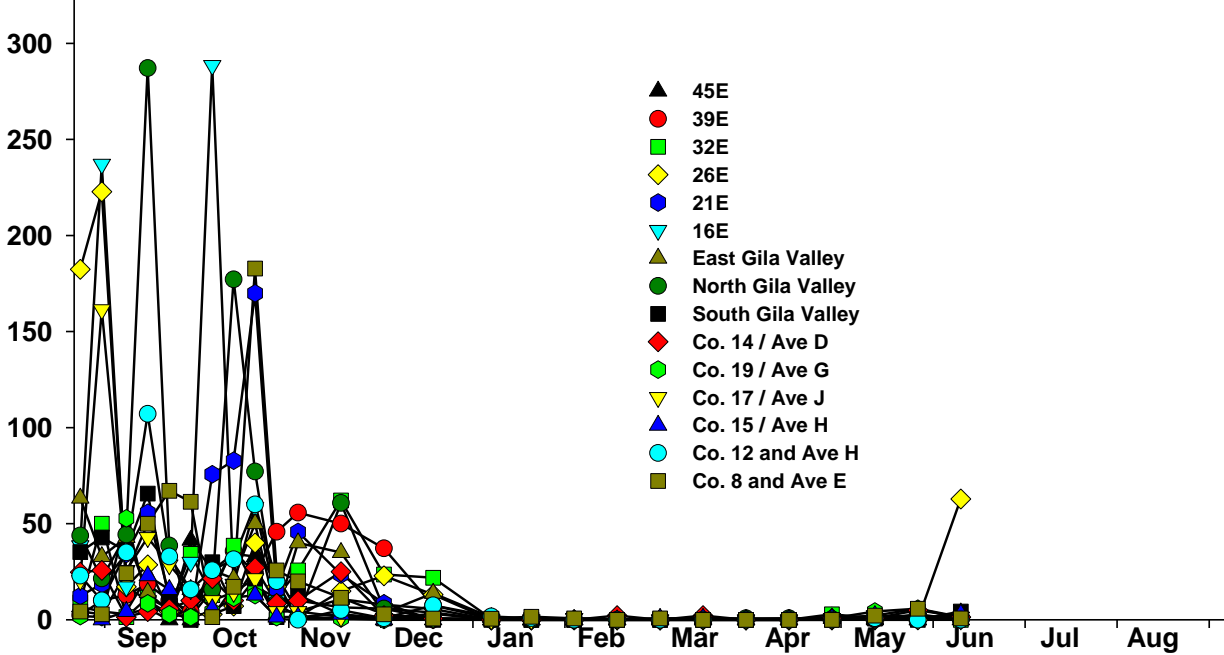 300
250
200
150
100
50
0
45E
39E
32E
26E
21E
16E
East Gila Valley
North Gila Valley
South Gila Valley
Co. 14 / Ave D
Co. 19 / Ave G
Co. 17 / Ave J
Co. 15 / Ave H
Co. 12 and Ave H
Co. 8 and Ave E
Sep Oct Nov Dec Jan Feb Mar Apr May Jun Jul Aug